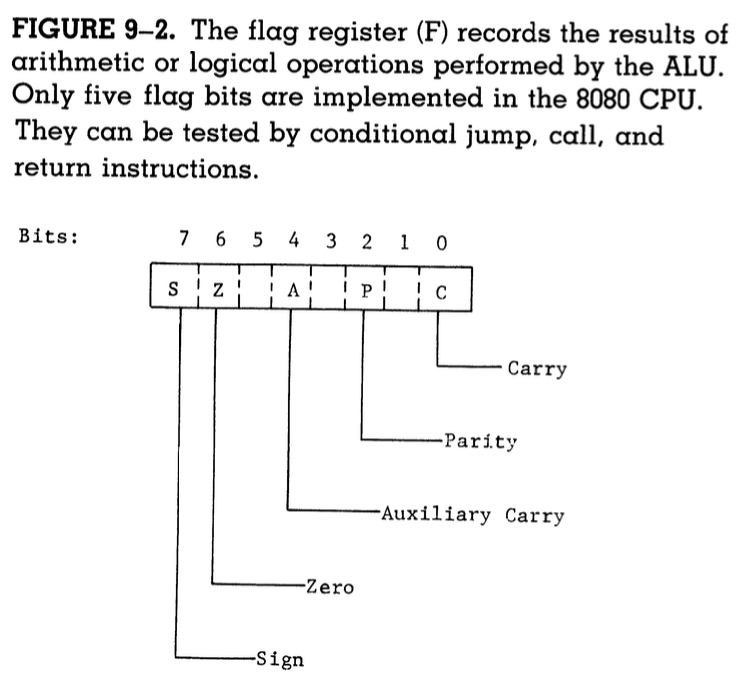 FIGURE 9–2. The flag register (F) records the results of
arithmetic or logical operations performed by the ALU.
Only five flag bits are implemented in the 8080 CPU.
They can be tested by conditional jump, call, and
return instructions.
Bits: 7 6 5 4 3 2 1 0
S Z A P C
Carry
Parity
Auxiliary Carry
Zero
Sign